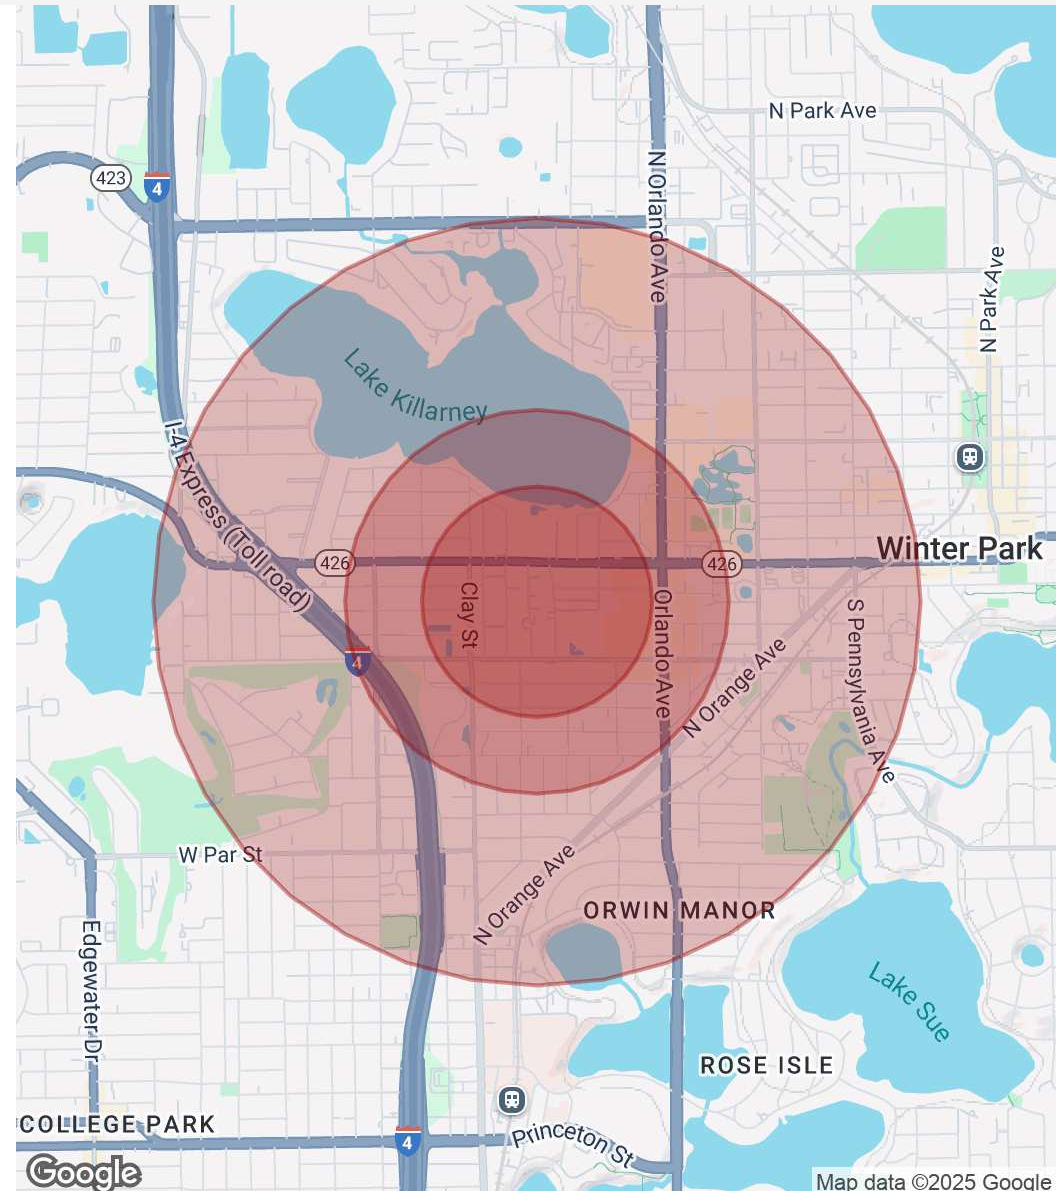 N Park Ave
N Orlando Ave
423
4
N Park Ave
Lake Killarney
I-4 Express (Toll road)
Winter Park
426
426
Clay St
Orlando Ave
S Pennsylvania Ave
4
N Orange Ave
W Par St
N Orange Ave
ORWIN MANOR
Edgewater Dr
Lake Sue
ROSE ISLE
COLLEGE PARK
4
Princeton St
Google
Map data ©2025 Google